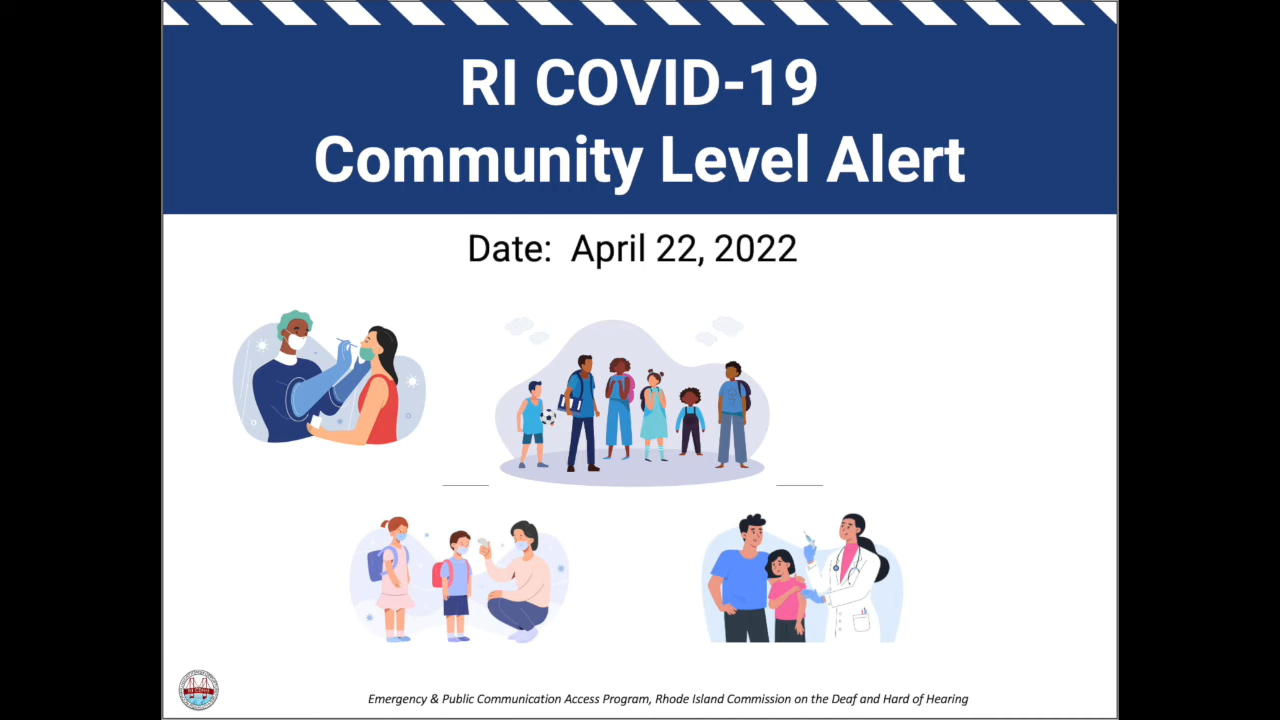 RI COVID-19
Community Level Alert
Date: April 22, 2022
Emergency & Public Communication Access Program, Rhode Island Commission on the Deaf and Hard of Hearing